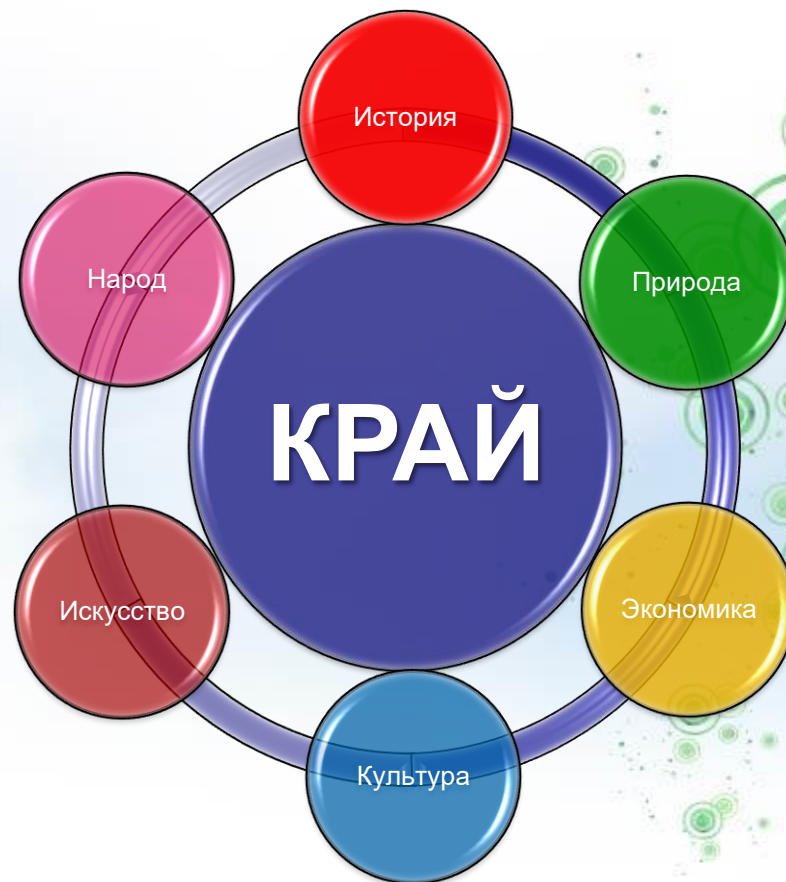 История
Народ
Природа
КРАЙ
Искусство
Экономика
Культура